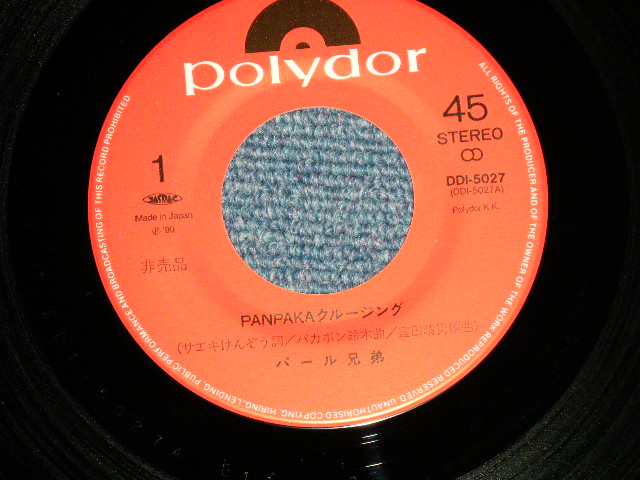 polydor
45
STEREO
1
JASRAC
Made in Japan
℗'90
非売品
DDI-5027
(DDI-5027A)
Polydor K.K.
PANPAKAクルージング
(サエキけんぞう詞/バカボン鈴木曲/窪田晴男編曲)
パール兄弟
ALL RIGHTS OF THE PRODUCER AND OF THE OWNER OF THE WORK REPRODUCED RESERVED. UNAUTHORISED COPYING, HIRING, LENDING, PUBLIC PERFORMANCE AND BROADCASTING OF THIS RECORD PROHIBITED